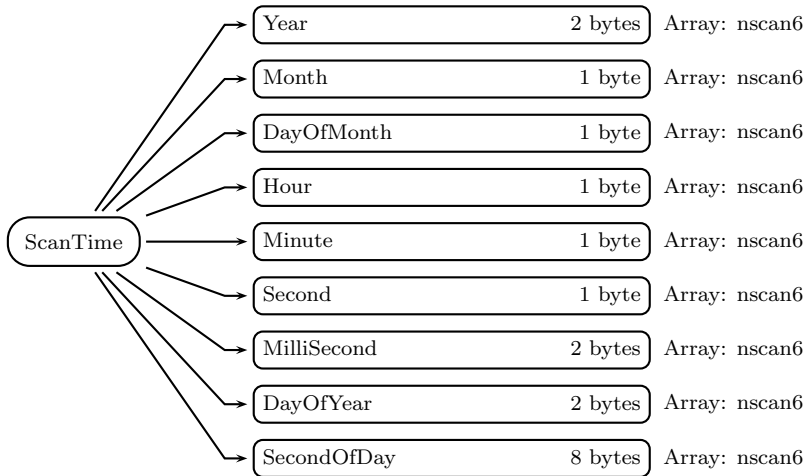 Year 2 bytes Array: nscan6
Month 1 byte Array: nscan6
DayOfMonth 1 byte Array: nscan6
Hour 1 byte Array: nscan6
ScanTime Minute 1 byte Array: nscan6
Second 1 byte Array: nscan6
MilliSecond 2 bytes Array: nscan6
DayOfYear 2 bytes Array: nscan6
SecondOfDay 8 bytes Array: nscan6